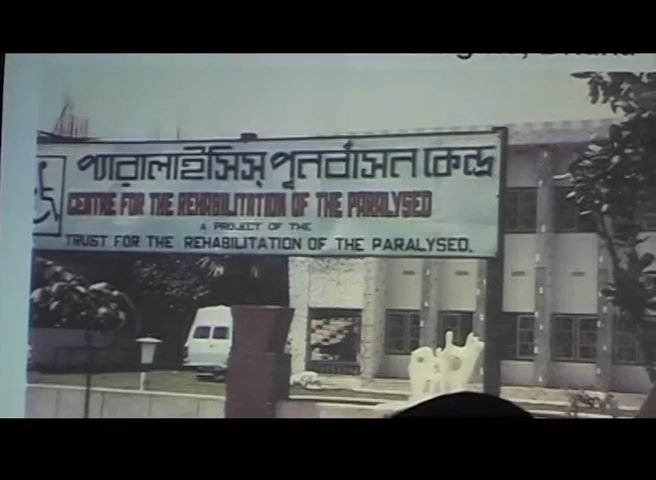 প্যারালাইসিস্ পুনর্বাসন কেন্দ্র
CENTRE FOR THE REHABILITATION OF THE PARALYSED
A PROJECT OF THE
TRUST FOR THE REHABILITATION OF THE PARALYSED.